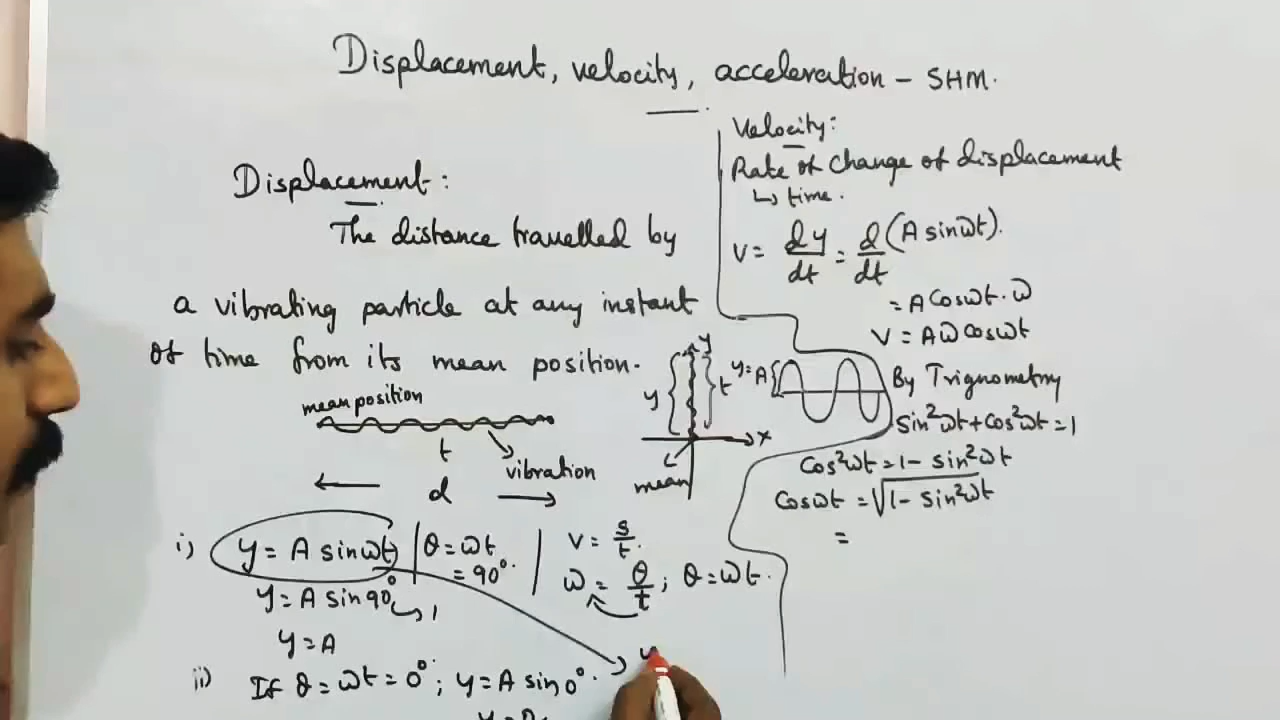 Displacement, velocity, acceleration - SHM.
Displacement:
The distance travelled by
a vibrating particle at any instant
of time from its mean position.
mean position
t
vibration
d
y
y
t
x
mean
y=A
i) y = A sinωt
θ = ωt
= 90°.
y = A sin 90°
↳ 1
y = A
v = s/t.
ω = θ/t ; θ = ωt.
ii) If θ = ωt = 0° ; y = A sin 0°.
y = 0.
y
Velocity:
Rate of change of displacement
↳ time.
V = dy/dt = d/dt (A sinωt).
= A cosωt. ω
V = Aω cosωt
By Trignometry
sin²ωt + cos²ωt = 1
Cos²ωt = 1 - sin²ωt
Cosωt = √1 - sin²ωt
=